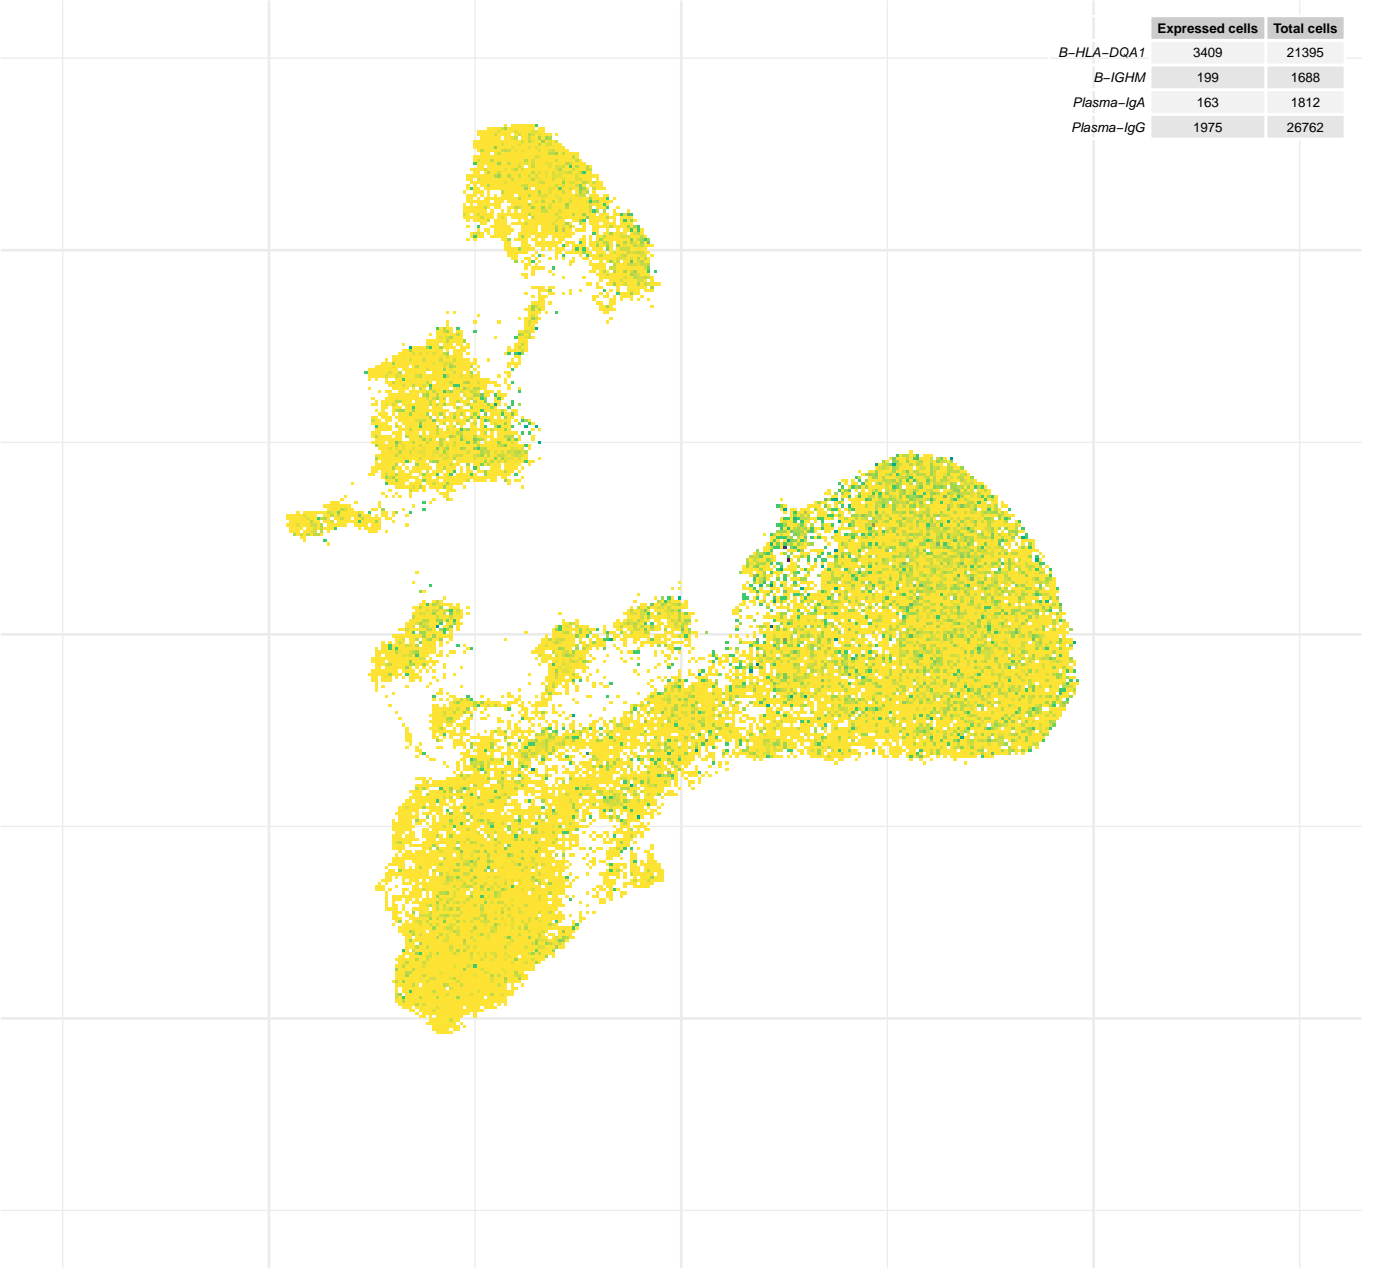 Expressed cells Total cells
B–HLA–DQA1 3409 21395
B–IGHM 199 1688
Plasma–IgA 163 1812
Plasma–IgG 1975 26762